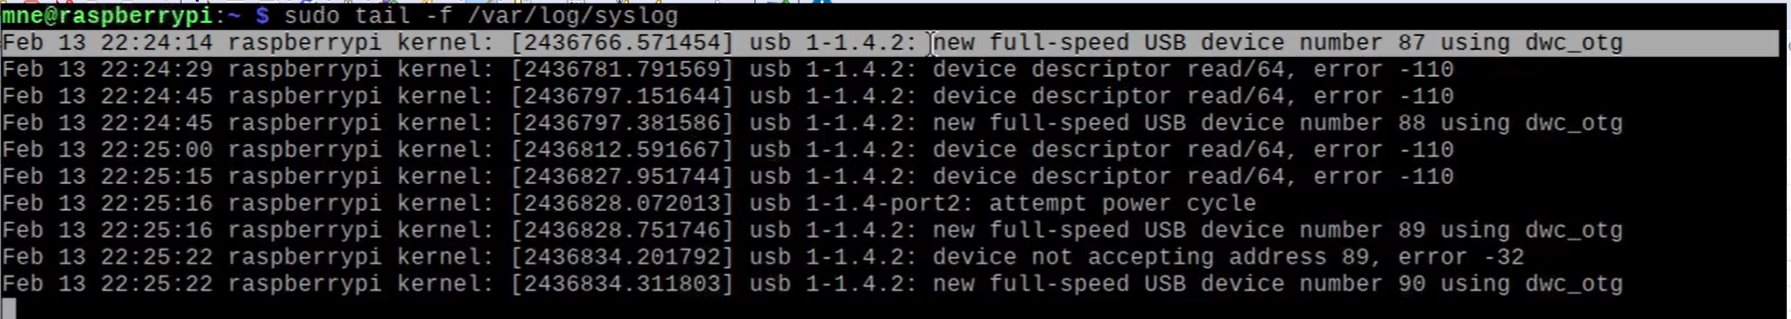 mne@raspberrypi:~ $ sudo tail -f /var/log/syslog
Feb 13 22:24:14 raspberrypi kernel: [2436766.571454] usb 1-1.4.2: new full-speed USB device number 87 using dwc_otg
Feb 13 22:24:29 raspberrypi kernel: [2436781.791569] usb 1-1.4.2: device descriptor read/64, error -110
Feb 13 22:24:45 raspberrypi kernel: [2436797.151644] usb 1-1.4.2: device descriptor read/64, error -110
Feb 13 22:24:45 raspberrypi kernel: [2436797.381586] usb 1-1.4.2: new full-speed USB device number 88 using dwc_otg
Feb 13 22:25:00 raspberrypi kernel: [2436812.591667] usb 1-1.4.2: device descriptor read/64, error -110
Feb 13 22:25:15 raspberrypi kernel: [2436827.951744] usb 1-1.4.2: device descriptor read/64, error -110
Feb 13 22:25:16 raspberrypi kernel: [2436828.072013] usb 1-1.4-port2: attempt power cycle
Feb 13 22:25:16 raspberrypi kernel: [2436828.751746] usb 1-1.4.2: new full-speed USB device number 89 using dwc_otg
Feb 13 22:25:22 raspberrypi kernel: [2436834.201792] usb 1-1.4.2: device not accepting address 89, error -32
Feb 13 22:25:22 raspberrypi kernel: [2436834.311803] usb 1-1.4.2: new full-speed USB device number 90 using dwc_otg